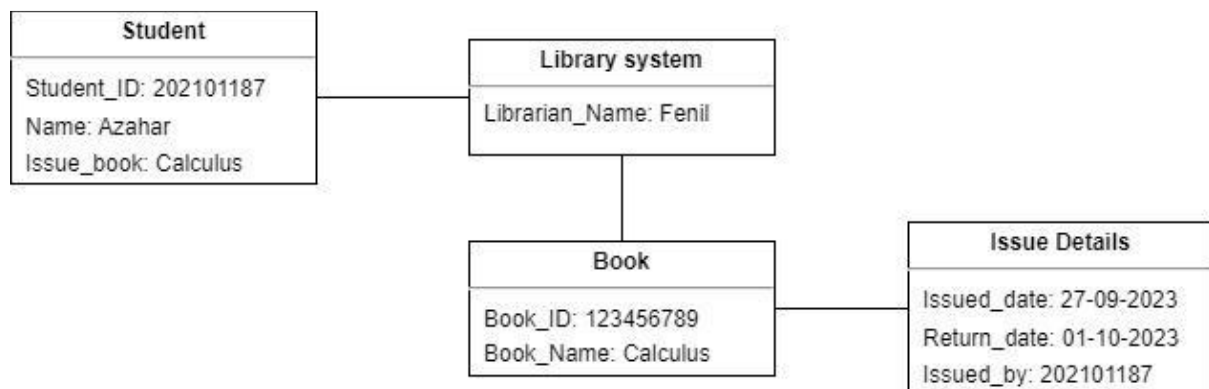 Student
Student_ID: 202101187
Name: Azahar
Issue_book: Calculus
Library system
Librarian_Name: Fenil
Book
Book_ID: 123456789
Book_Name: Calculus
Issue Details
Issued_date: 27-09-2023
Return_date: 01-10-2023
Issued_by: 202101187